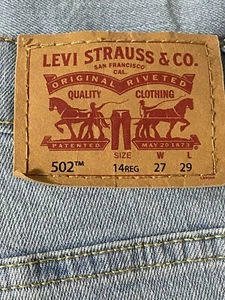 LEVI STRAUSS & CO.
SAN FRANCISCO
CAL.
ORIGINAL RIVETED
QUALITY CLOTHING
SIZE W L
PATENTED MAY 20 1873
502™ 14REG 27 29